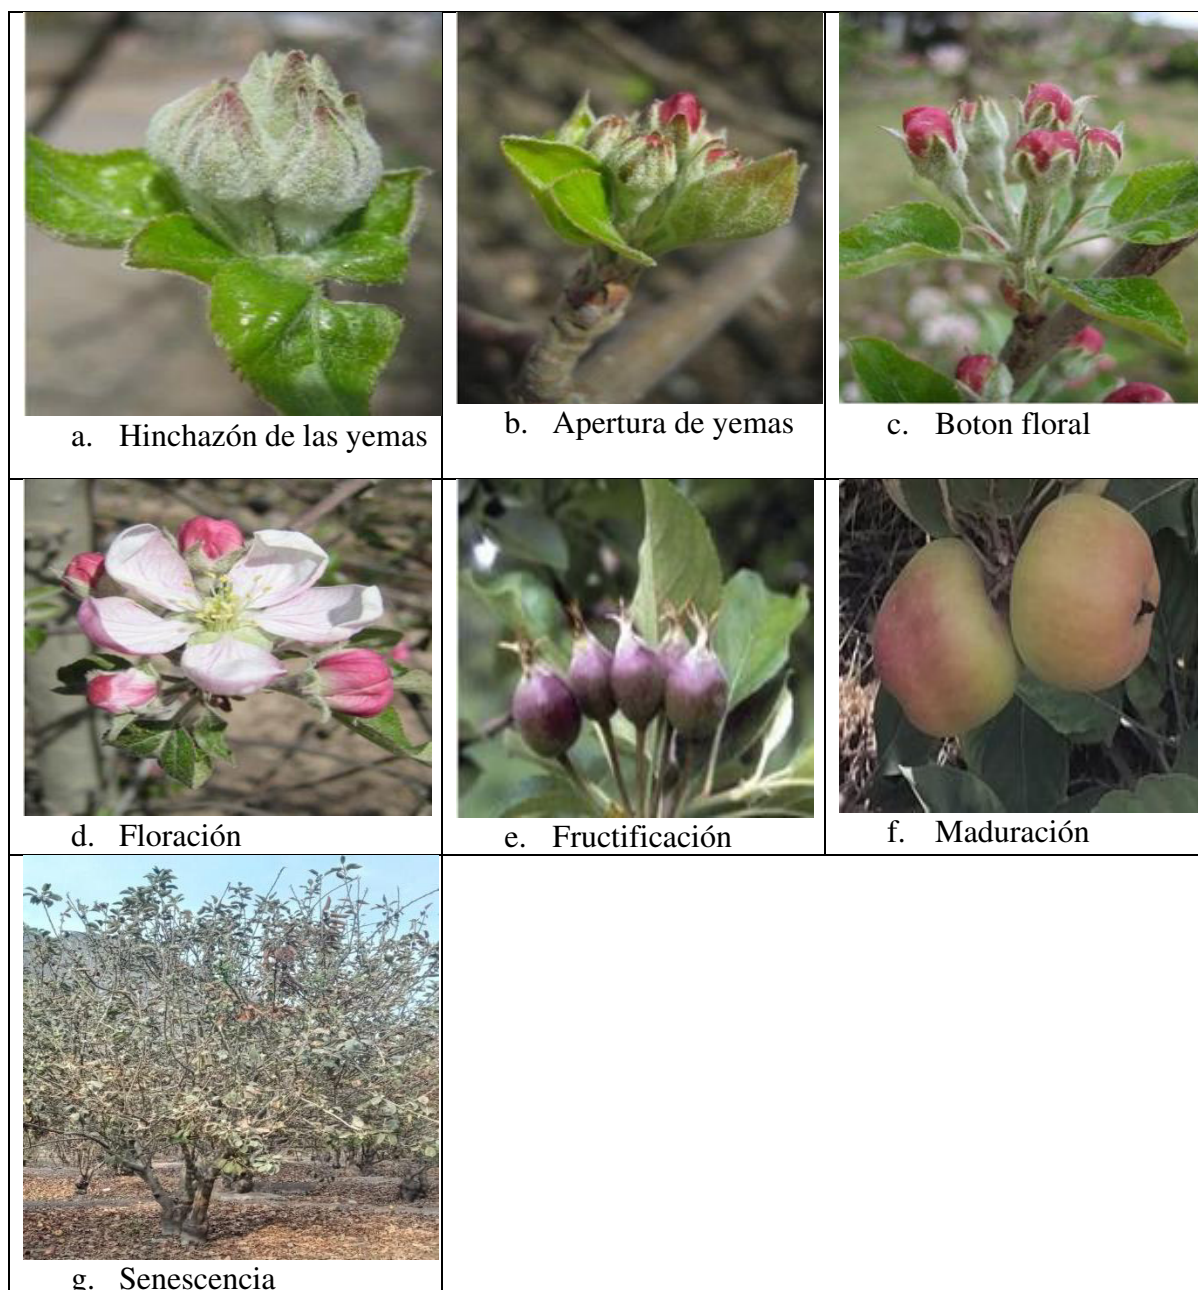 a. Hinchazón de las yemas
b. Apertura de yemas
c. Boton floral
d. Floración
e. Fructificación
f. Maduración
g. Senescencia